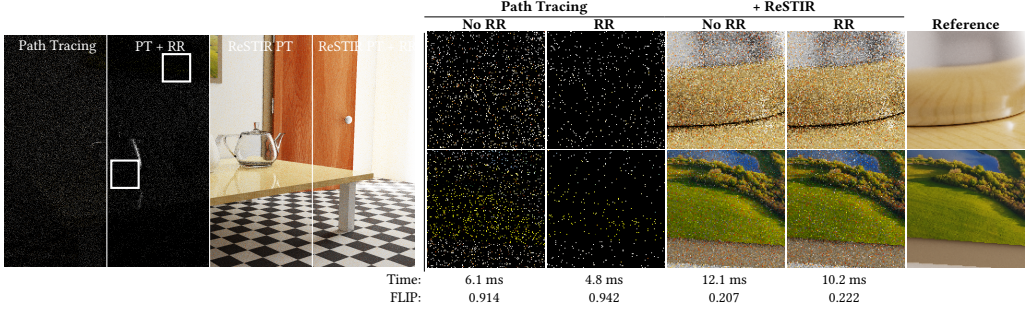 Path Tracing + ReSTIR
No RR RR No RR RR Reference
Path Tracing PT + RR ReSTIR PT ReSTIR PT + RR
Time: 6.1 ms 4.8 ms 12.1 ms 10.2 ms
FLIP: 0.914 0.942 0.207 0.222